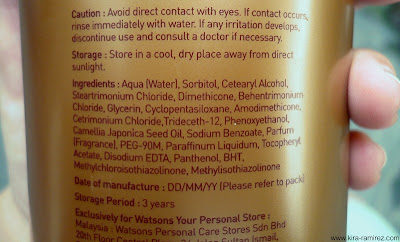 Caution : Avoid direct contact with eyes. If contact occurs,
rinse immediately with water. If any irritation develops,
discontinue use and consult a doctor if necessary.
Storage : Store in a cool, dry place away from direct
sunlight.
Ingredients : Aqua (Water), Sorbitol, Cetearyl Alcohol,
Steartrimonium Chloride, Dimethicone, Behentrimonium
Chloride, Glycerin, Cyclopentasiloxane, Amodimethicone,
Cetrimonium Chloride,Trideceth-12, Phenoxyethanol,
Camellia Japonica Seed Oil, Sodium Benzoate, Parfum
(Fragrance), PEG-90M, Paraffinum Liquidum, Tocopheryl
Acetate, Disodium EDTA, Panthenol, BHT,
Methylchloroisothiazolinone, Methylisothiazolinone
Date of manufacture : DD/MM/YY (Please refer to pack)
Storage Period : 3 years
Exclusively for Watsons Your Personal Store :
Malaysia : Watsons Personal Care Stores Sdn Bhd
20th Floor Central Sultan Ismail,
www.kira-ramirez.com